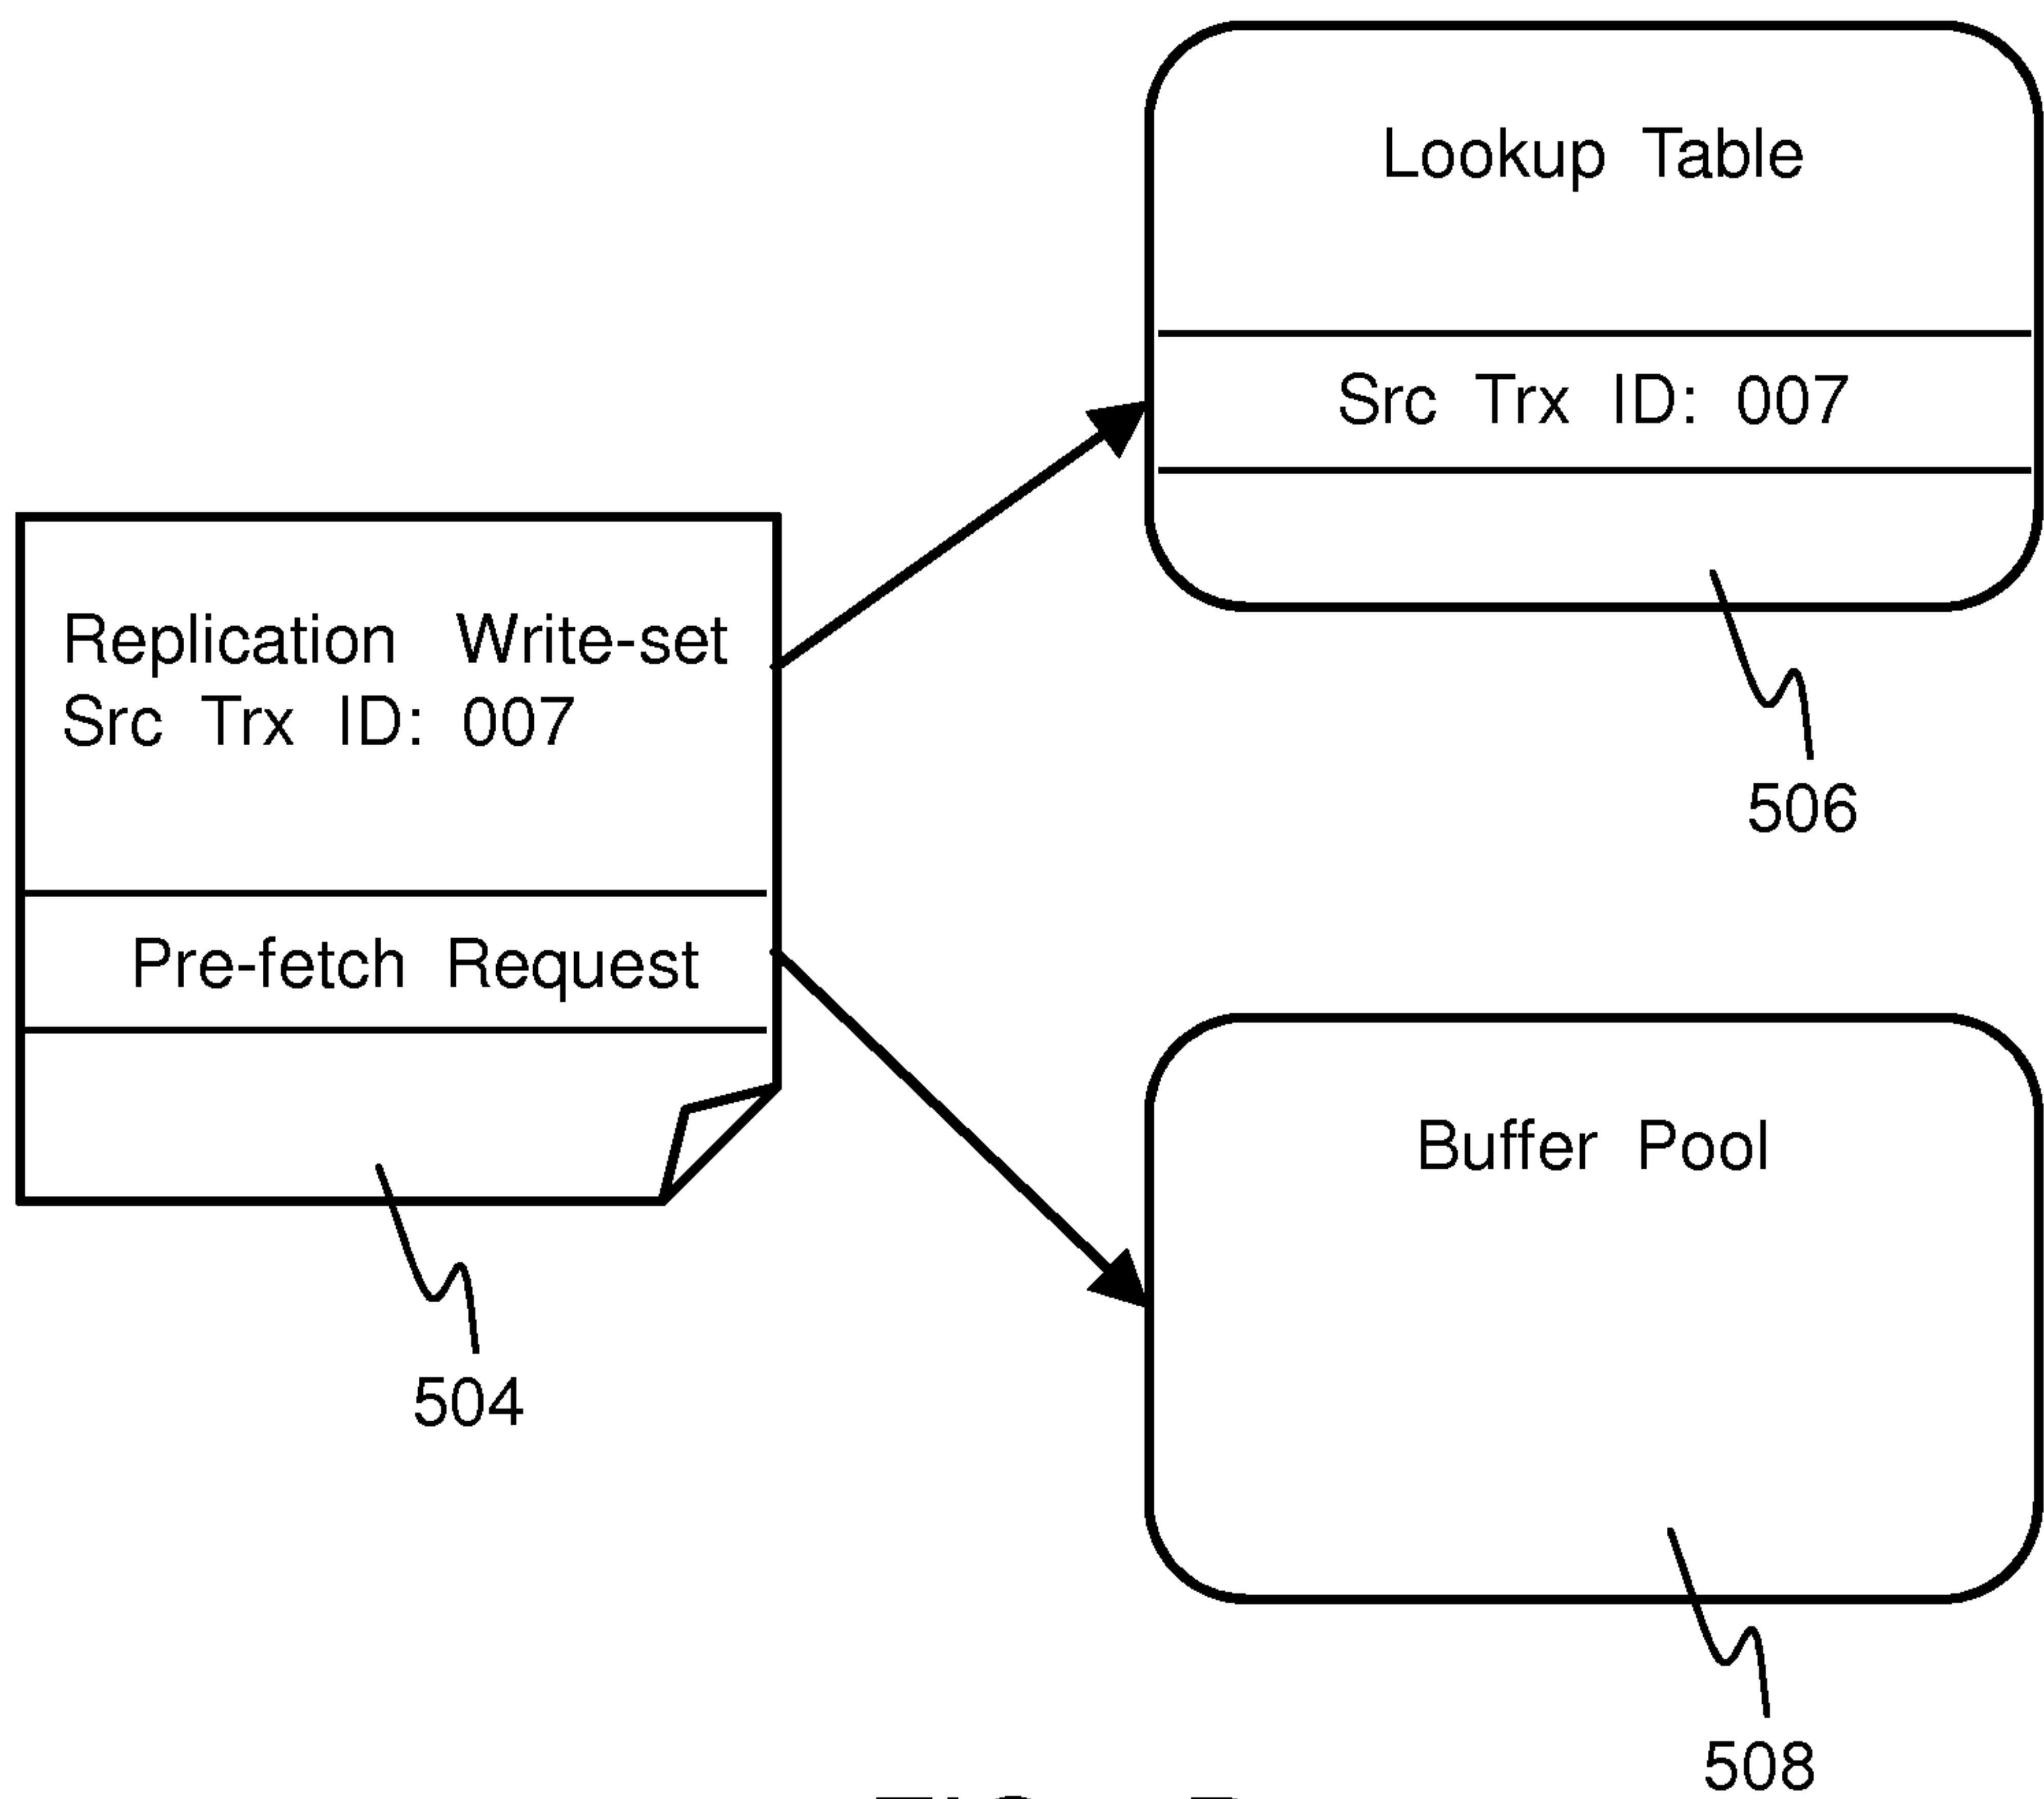 Lookup Table
Src Trx ID: 007
506
Replication Write-set
Src Trx ID: 007
Pre-fetch Request
504
Buffer Pool
508